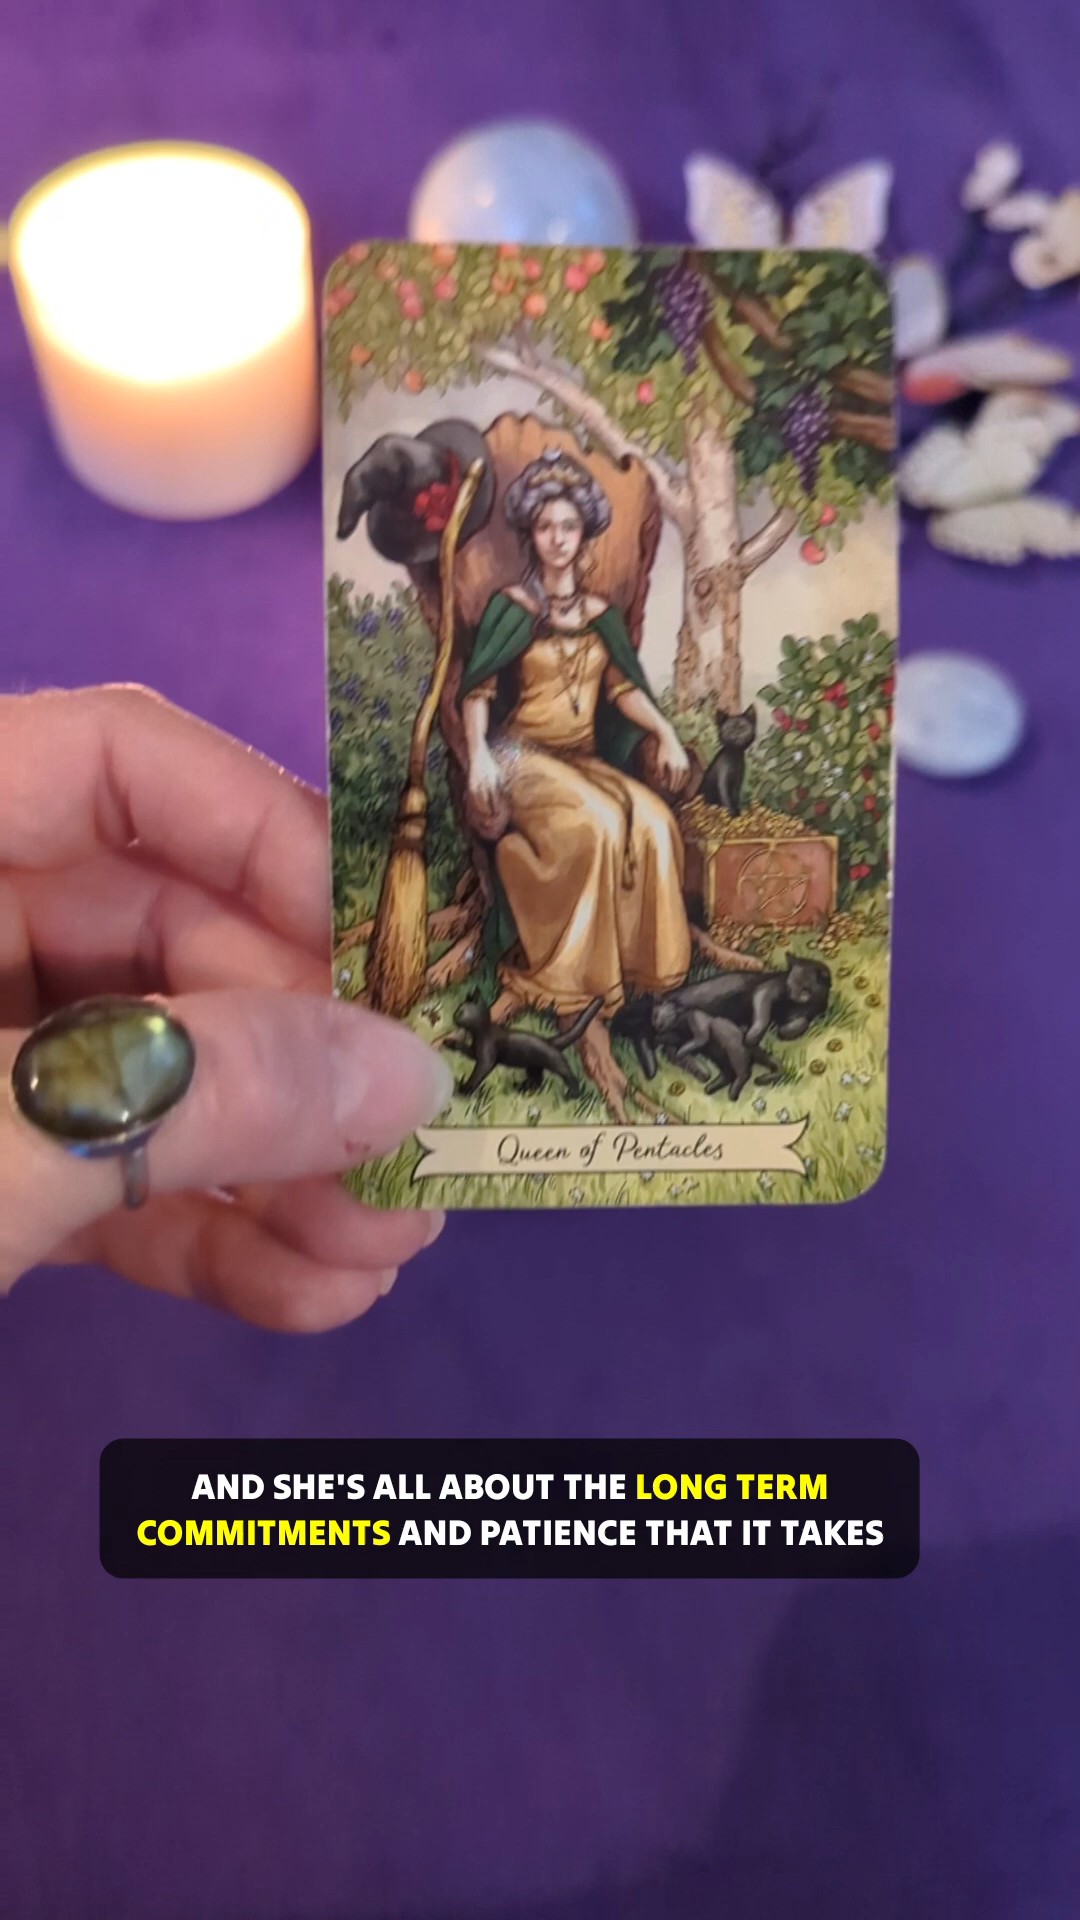 Queen of Pentacles
AND SHE'S ALL ABOUT THE LONG TERM
COMMITMENTS AND PATIENCE THAT IT TAKES